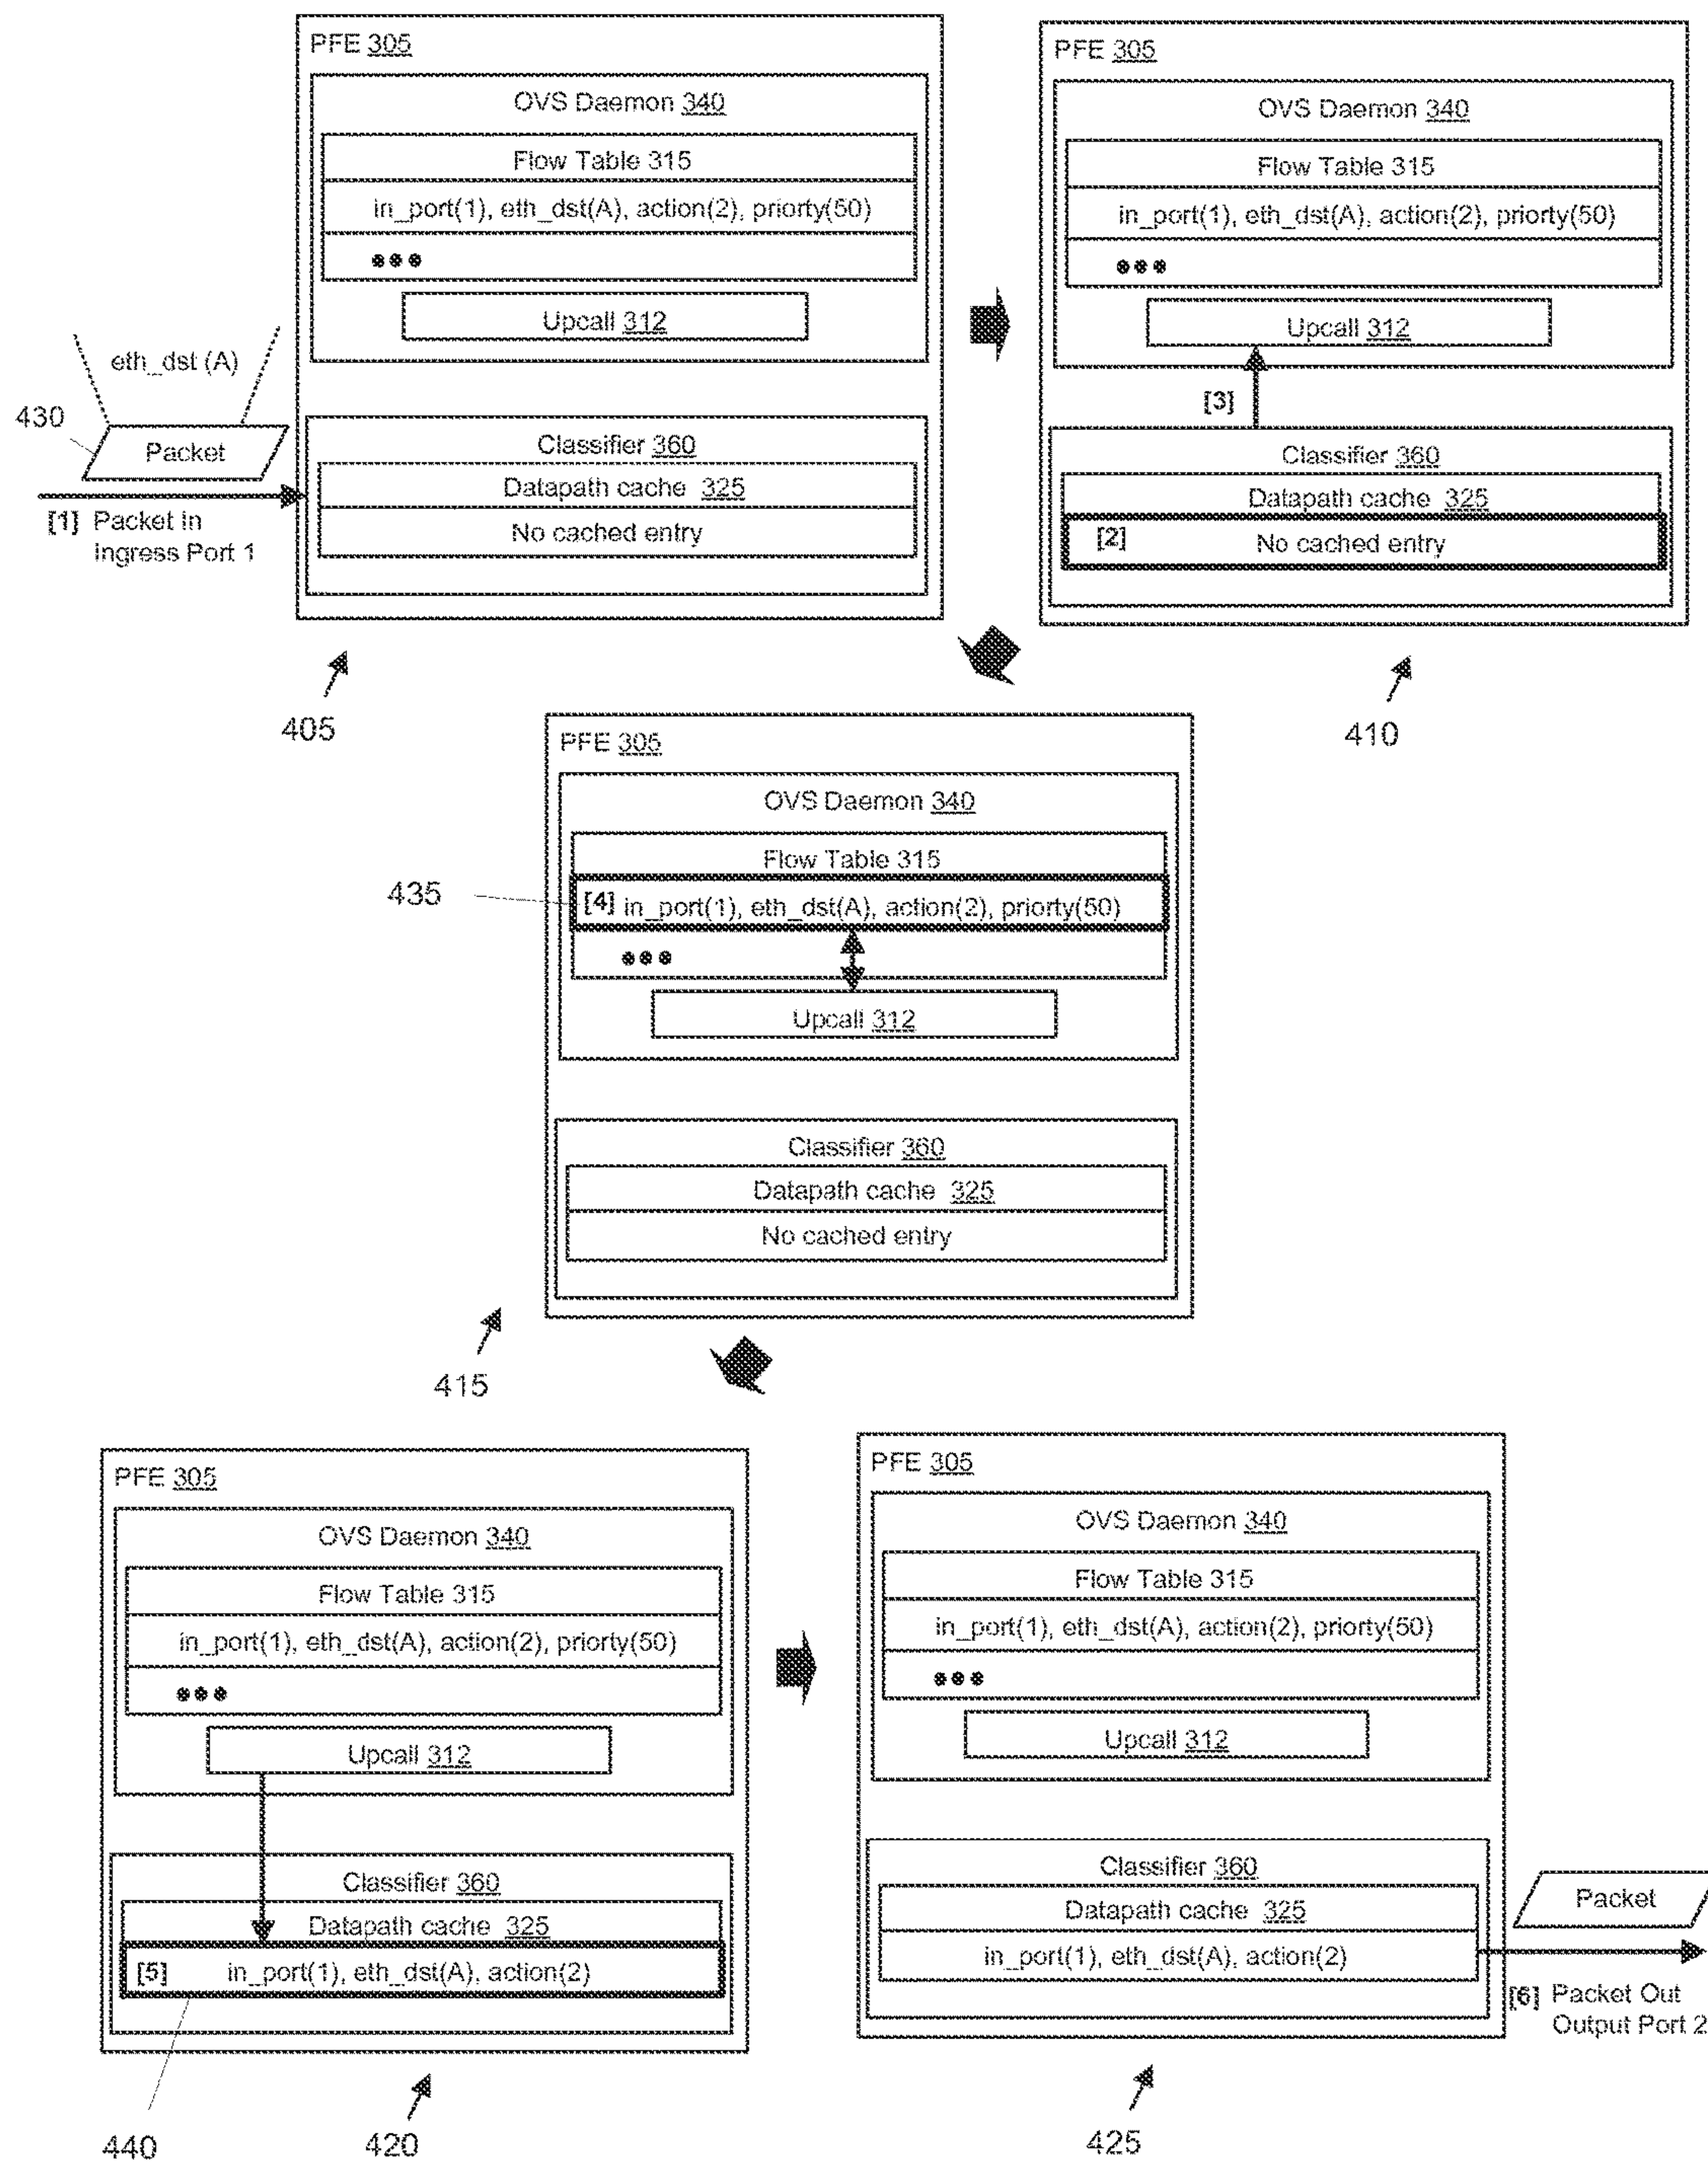 PFE 305
OVS Daemon 340
Flow Table 315
in_port(1), eth_dst(A), action(2), priorty(50)
●●●
Upcall 312
eth_dst (A)
430
Packet
[1] Packet In
Ingress Port 1
Classifier 360
Datapath cache 325
No cached entry
405
PFE 305
OVS Daemon 340
Flow Table 315
in_port(1), eth_dst(A), action(2), priorty(50)
●●●
Upcall 312
[3]
Classifier 360
Datapath cache 325
[2] No cached entry
410
PFE 305
OVS Daemon 340
Flow Table 315
435
[4] in_port(1), eth_dst(A), action(2), priorty(50)
●●●
Upcall 312
Classifier 360
Datapath cache 325
No cached entry
415
PFE 305
OVS Daemon 340
Flow Table 315
in_port(1), eth_dst(A), action(2), priorty(50)
●●●
Upcall 312
Classifier 360
Datapath cache 325
[5] in_port(1), eth_dst(A), action(2)
440
420
PFE 305
OVS Daemon 340
Flow Table 315
in_port(1), eth_dst(A), action(2), priorty(50)
●●●
Upcall 312
Classifier 360
Datapath cache 325
in_port(1), eth_dst(A), action(2)
Packet
[6] Packet Out
Output Port 2
425